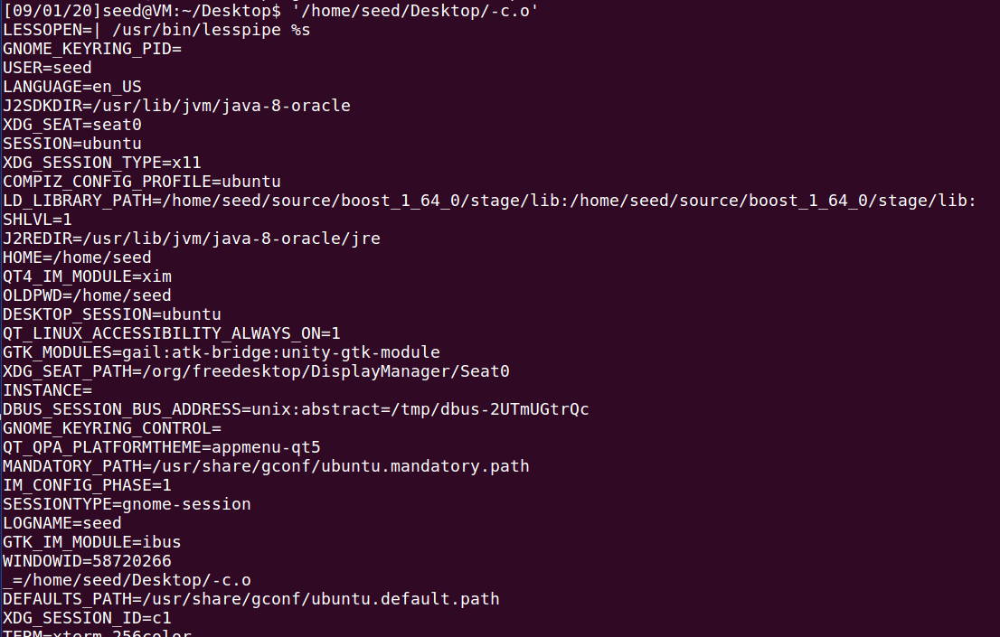 [09/01/20]seed@VM:~/Desktop$ '/home/seed/Desktop/-c.o'
LESSOPEN=| /usr/bin/lesspipe %s
GNOME_KEYRING_PID=
USER=seed
LANGUAGE=en_US
J2SDKDIR=/usr/lib/jvm/java-8-oracle
XDG_SEAT=seat0
SESSION=ubuntu
XDG_SESSION_TYPE=x11
COMPIZ_CONFIG_PROFILE=ubuntu
LD_LIBRARY_PATH=/home/seed/source/boost_1_64_0/stage/lib:/home/seed/source/boost_1_64_0/stage/lib:
SHLVL=1
J2REDIR=/usr/lib/jvm/java-8-oracle/jre
HOME=/home/seed
QT4_IM_MODULE=xim
OLDPWD=/home/seed
DESKTOP_SESSION=ubuntu
QT_LINUX_ACCESSIBILITY_ALWAYS_ON=1
GTK_MODULES=gail:atk-bridge:unity-gtk-module
XDG_SEAT_PATH=/org/freedesktop/DisplayManager/Seat0
INSTANCE=
DBUS_SESSION_BUS_ADDRESS=unix:abstract=/tmp/dbus-2UTmUGtrQc
GNOME_KEYRING_CONTROL=
QT_QPA_PLATFORMTHEME=appmenu-qt5
MANDATORY_PATH=/usr/share/gconf/ubuntu.mandatory.path
IM_CONFIG_PHASE=1
SESSIONTYPE=gnome-session
LOGNAME=seed
GTK_IM_MODULE=ibus
WINDOWID=58720266
_=/home/seed/Desktop/-c.o
DEFAULTS_PATH=/usr/share/gconf/ubuntu.default.path
XDG_SESSION_ID=c1
TERM=xterm-256color